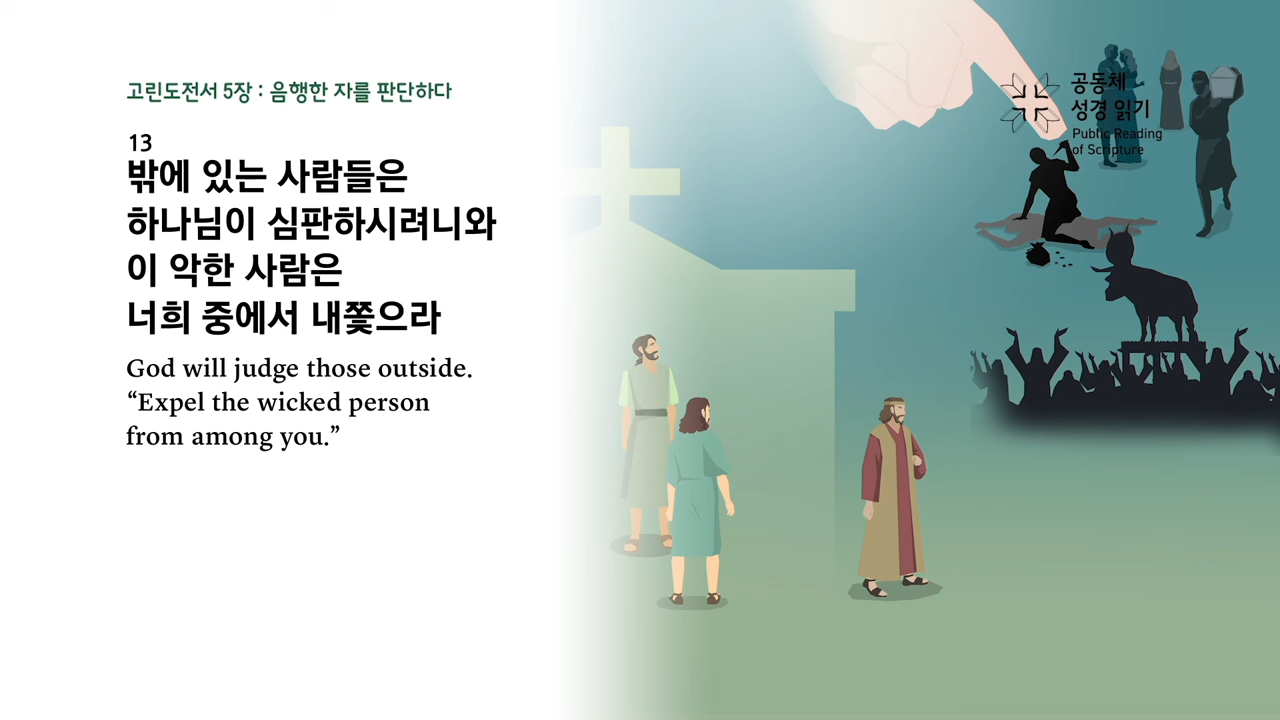 고린도전서 5장 : 음행한 자를 판단하다
13
밖에 있는 사람들은
하나님이 심판하시려니와
이 악한 사람은
너희 중에서 내쫓으라
God will judge those outside.
“Expel the wicked person
from among you.”
공동체
성경 읽기
Public Reading
of Scripture